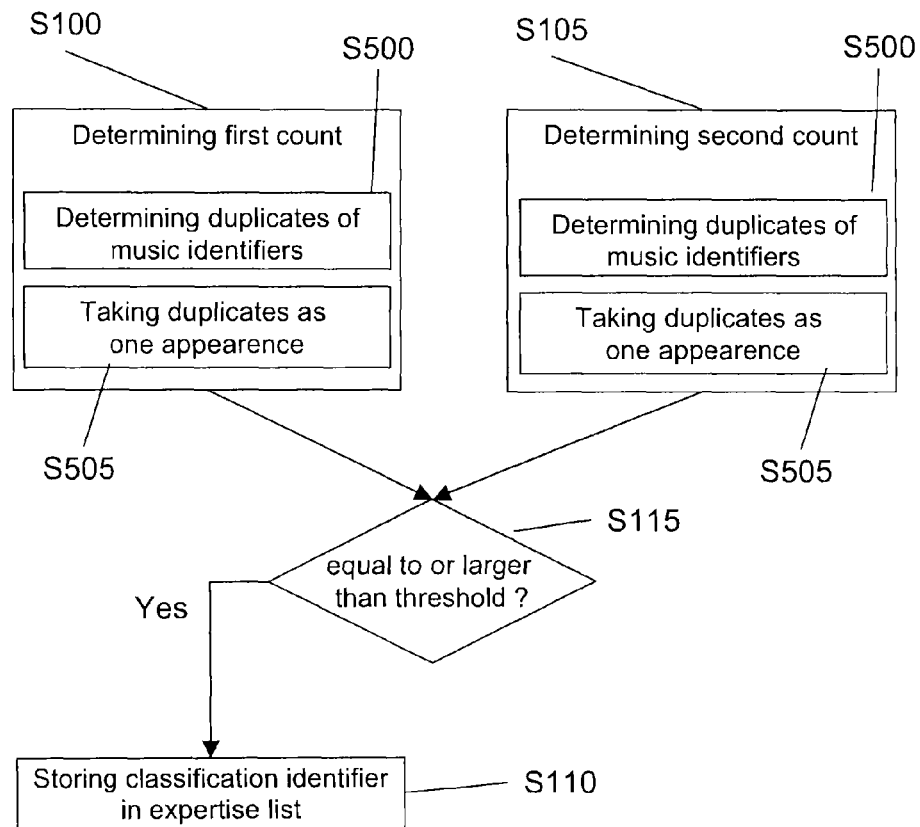 S100
S500
S105
S500
Determining first count
Determining duplicates of
music identifiers
Taking duplicates as
one appearence
Determining second count
Determining duplicates of
music identifiers
Taking duplicates as
one appearence
S505
S505
S115
equal to or larger
than threshold ?
Yes
Storing classification identifier
in expertise list
S110